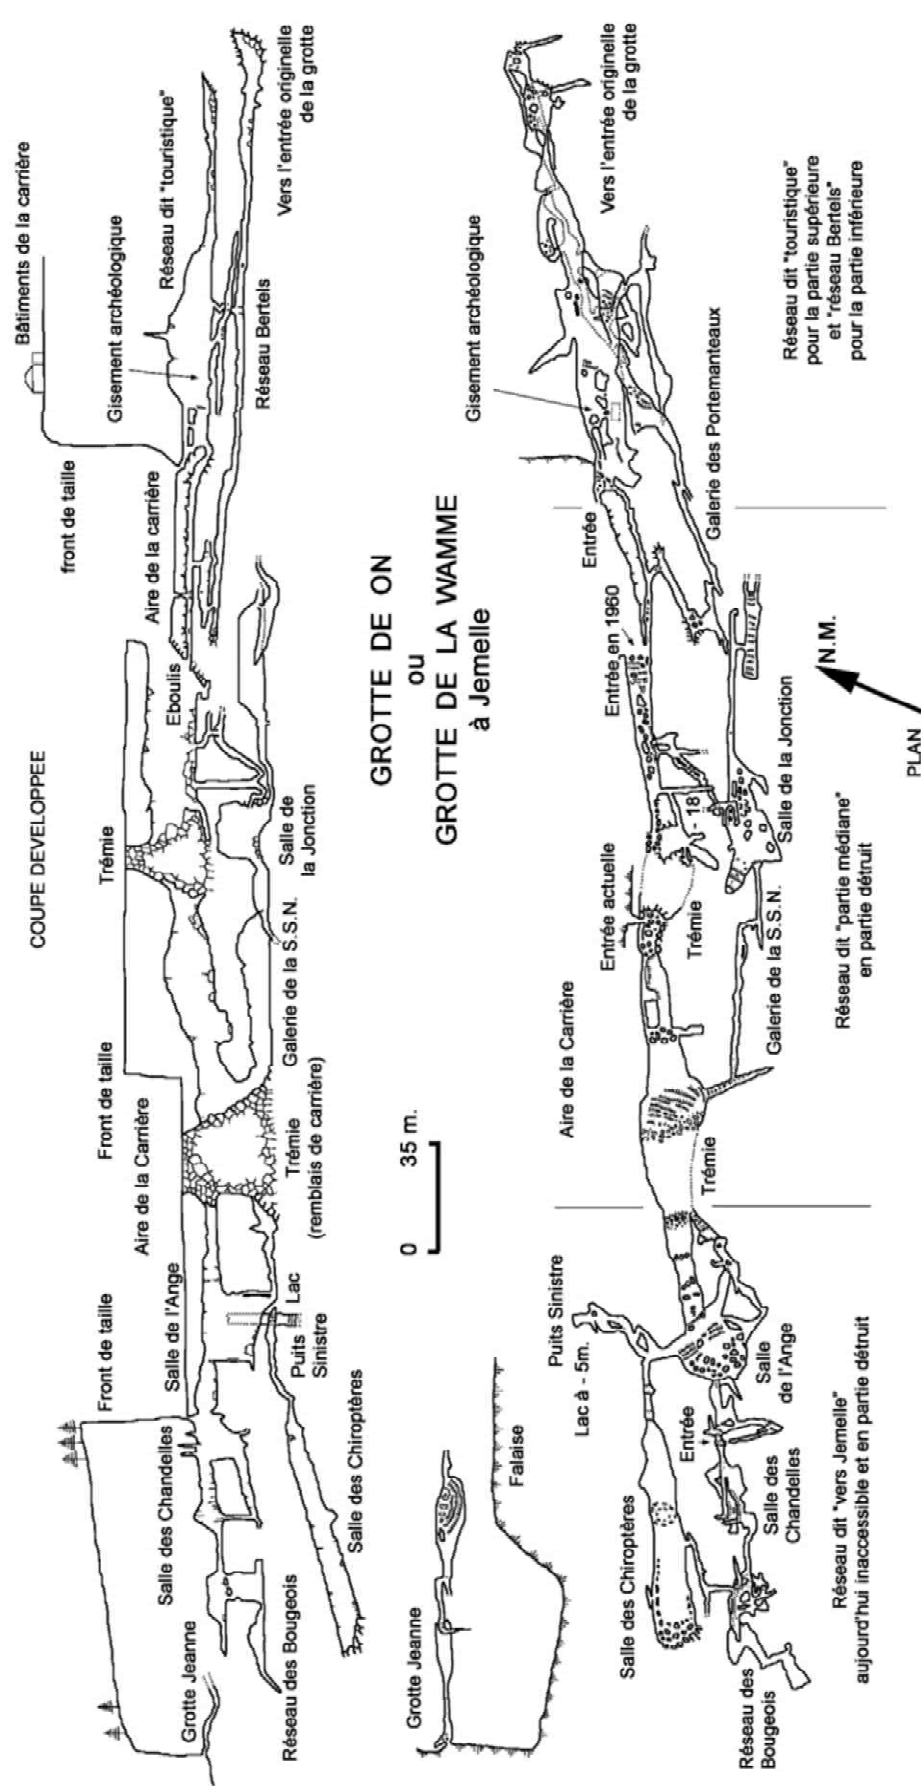 COUPE DEVELOPPEE
Front de taille
Salle des Chandelles
Grotte Jeanne
Réseau des Bougeois
Salle des Chiroptères
Salle de l'Ange
Aire de la Carrière
Front de taille
Puits
Sinistre
Lac
Trémie
(remblais de carrière)
Galerie de la S.S.N.
Trémie
Salle de
la Jonction
Eboulis
Aire de la carrière
front de taille
Bâtiments de la carrière
Gisement archéologique
Réseau dit "touristique"
Réseau Bertels
Vers l'entrée originelle
de la grotte
GROTTE DE ON
ou
GROTTE DE LA WAMME
à Jemelle
0 35 m.
Grotte Jeanne
Falaise
Puits Sinistre
Lac à - 5m.
Salle des Chiroptères
Entrée
Salle
de l'Ange
Salle des
Chandelles
Réseau des
Bougeois
Réseau dit "vers Jemelle"
aujourd'hui inaccessible et en partie détruit
Aire de la Carrière
Trémie
Entrée actuelle
Trémie
Entrée en 1960
- 18
Galerie de la S.S.N.
Salle de la Jonction
Réseau dit "partie médiane"
en partie détruit
Entrée
Gisement archéologique
Galerie des Portemanteaux
Vers l'entrée originelle
de la grotte
Réseau dit "touristique"
pour la partie supérieure
et "réseau Bertels"
pour la partie inférieure
N.M.
PLAN